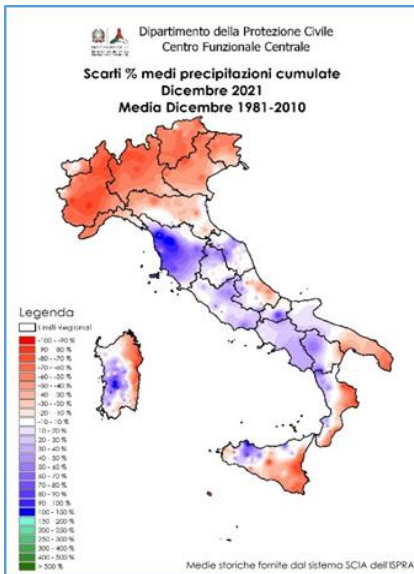 Dipartimento della Protezione Civile
Centro Funzionale Centrale
Scarti % medi precipitazioni cumulate
Dicembre 2021
Media Dicembre 1981-2010
Legenda
Limiti Regionali
-100 - -90 %
-90 - -80 %
-80 - -70 %
-70 - -60 %
-60 - -50 %
-50 - -40 %
-40 - -30 %
-30 - -20 %
-20 - -10 %
-10 - 10 %
10 - 20 %
20 - 30 %
30 - 40 %
40 - 50 %
50 - 60 %
60 - 70 %
70 - 80 %
80 - 90 %
90 - 100 %
100 - 150 %
150 - 200 %
200 - 250 %
250 - 300 %
300 - 400 %
400 - 500 %
> 500 %
Medie storiche fornite dal sistema SCIA dell'ISPRA